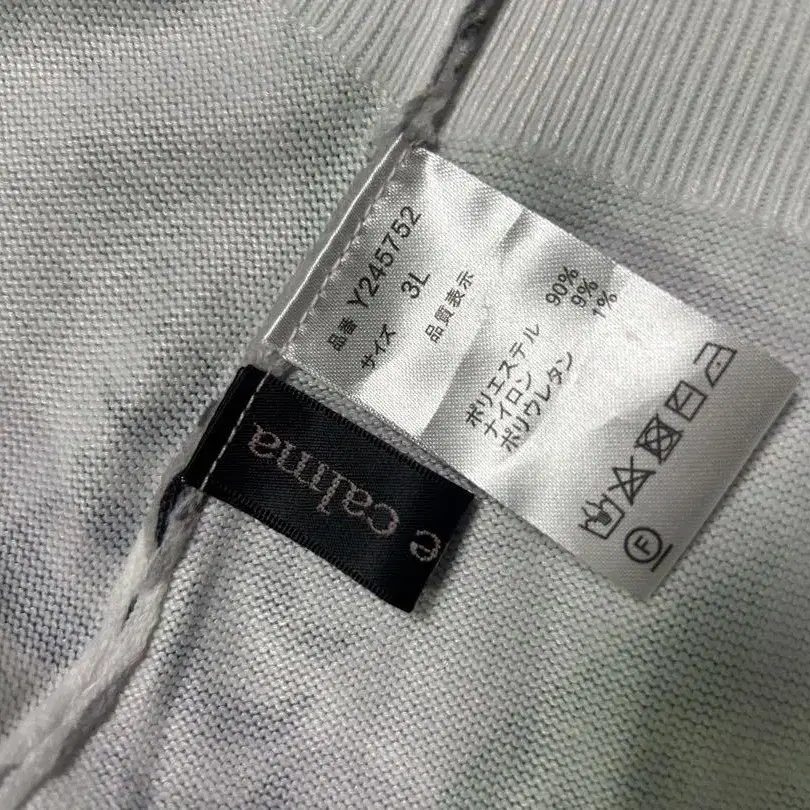 品番 Y245752
サイズ 3L
品質表示
ポリエステル 90%
ナイロン 9%
ポリウレタン 1%
F
e calma